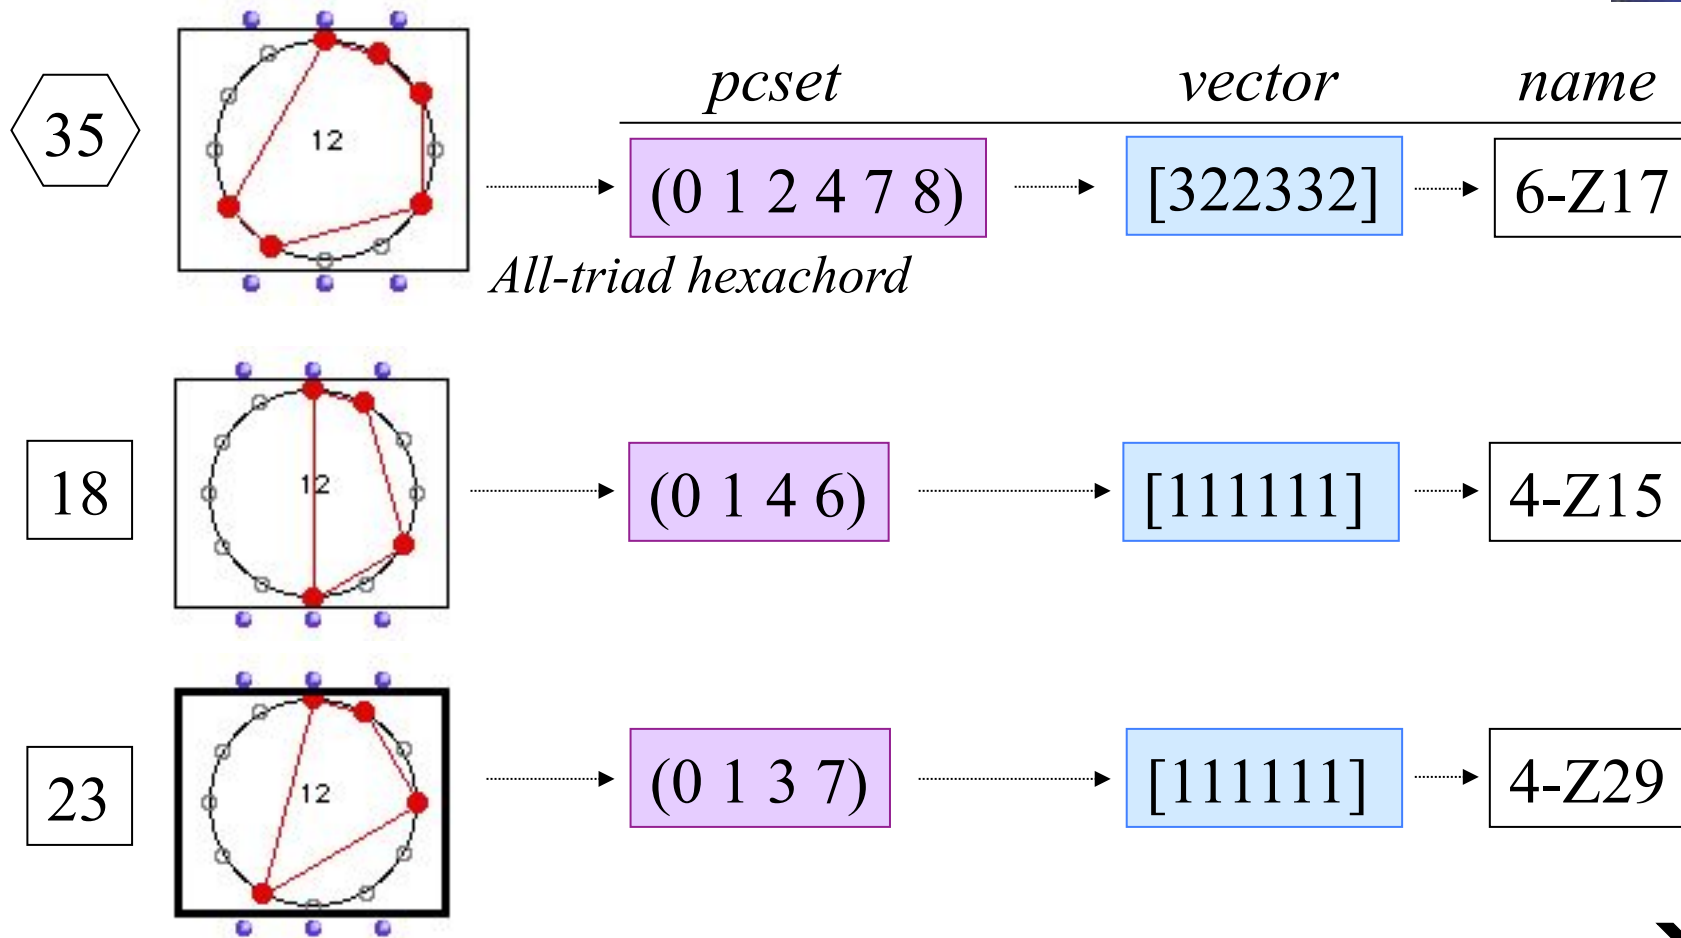 pcset vector name
35 12 (0 1 2 4 7 8) [322332] 6-Z17
All-triad hexachord
18 12 (0 1 4 6) [111111] 4-Z15
23 12 (0 1 3 7) [111111] 4-Z29